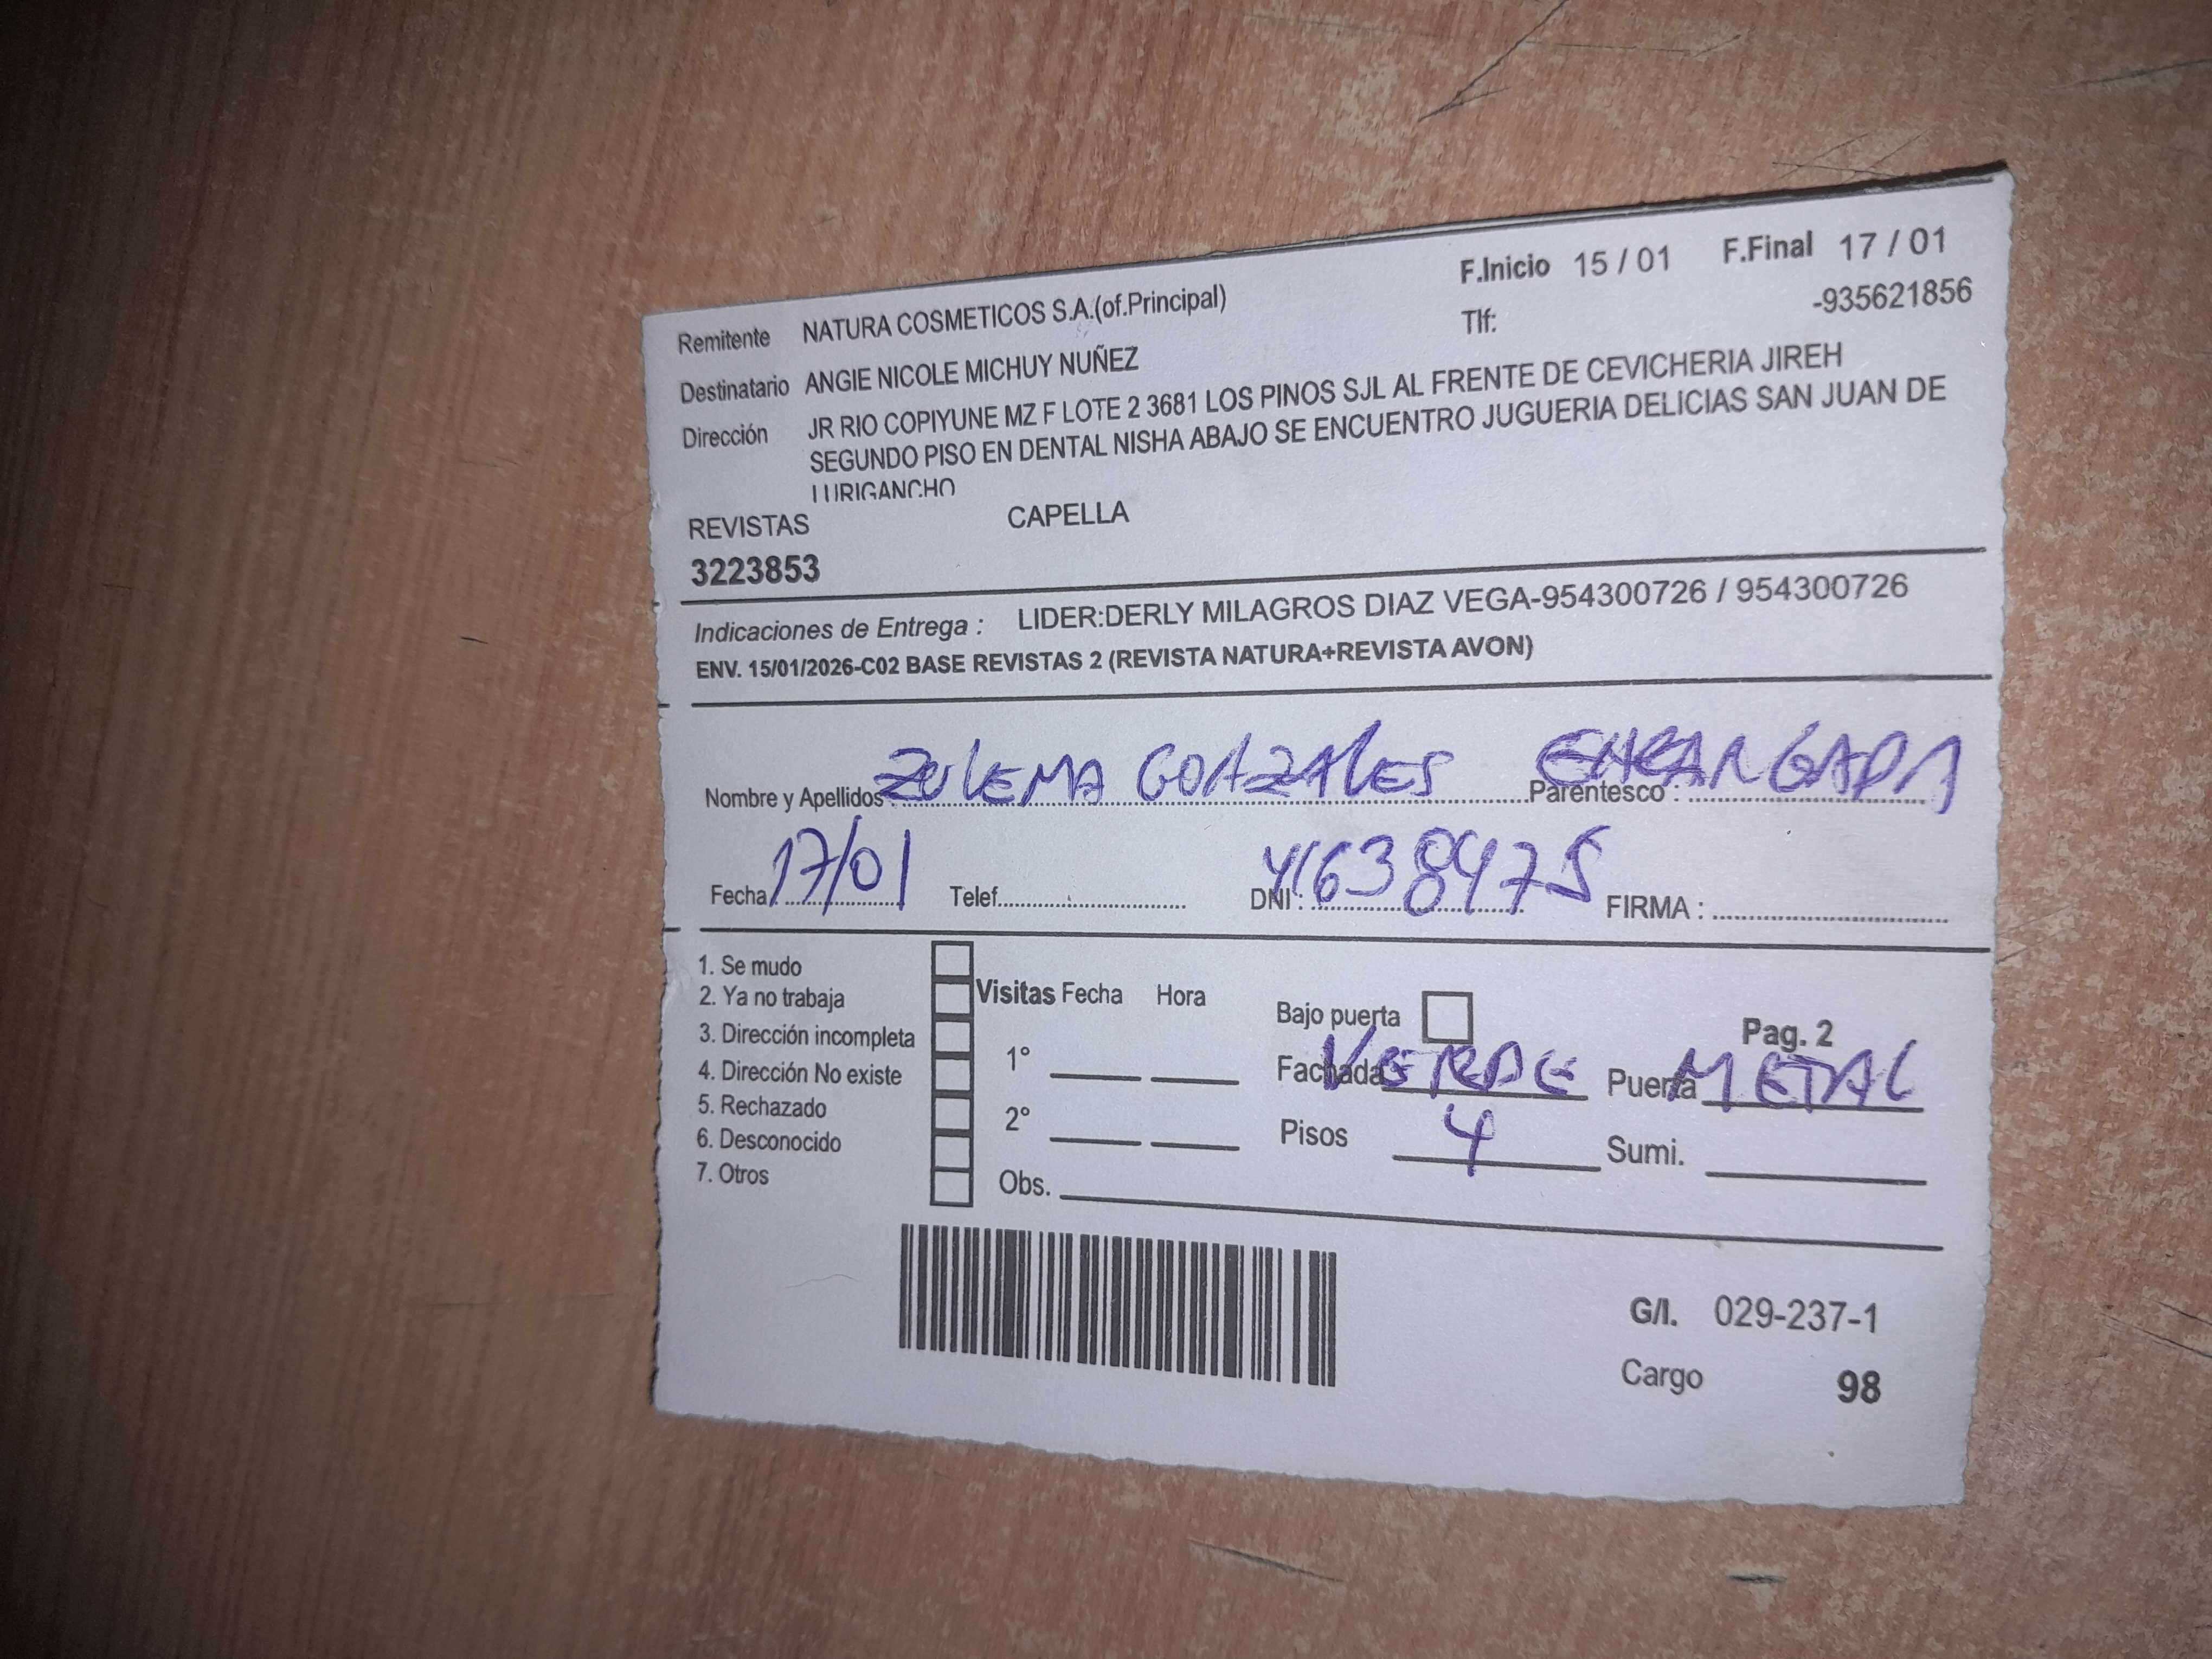 F.Inicio 15 / 01 F.Final 17 / 01
Remitente NATURA COSMETICOS S.A.(of.Principal) Tlf: -935621856
Destinatario ANGIE NICOLE MICHUY NUÑEZ
Dirección JR RIO COPIYUNE MZ F LOTE 2 3681 LOS PINOS SJL AL FRENTE DE CEVICHERIA JIREH
SEGUNDO PISO EN DENTAL NISHA ABAJO SE ENCUENTRO JUGUERIA DELICIAS SAN JUAN DE
LURIGANCHO
REVISTAS CAPELLA
3223853
Indicaciones de Entrega : LIDER:DERLY MILAGROS DIAZ VEGA-954300726 / 954300726
ENV. 15/01/2026-C02 BASE REVISTAS 2 (REVISTA NATURA+REVISTA AVON)
Nombre y Apellidos: ZULEMA GONZALES Parentesco : ENCARGADA
Fecha: 17/01 Telef. DNI : 41638475 FIRMA :
1. Se mudo
2. Ya no trabaja
3. Dirección incompleta
4. Dirección No existe
5. Rechazado
6. Desconocido
7. Otros
Visitas Fecha Hora
1°
2°
Obs.
Bajo puerta Pag. 2
Fachada VERDE Puerta METAL
Pisos 4 Sumi.
G/I. 029-237-1
Cargo 98